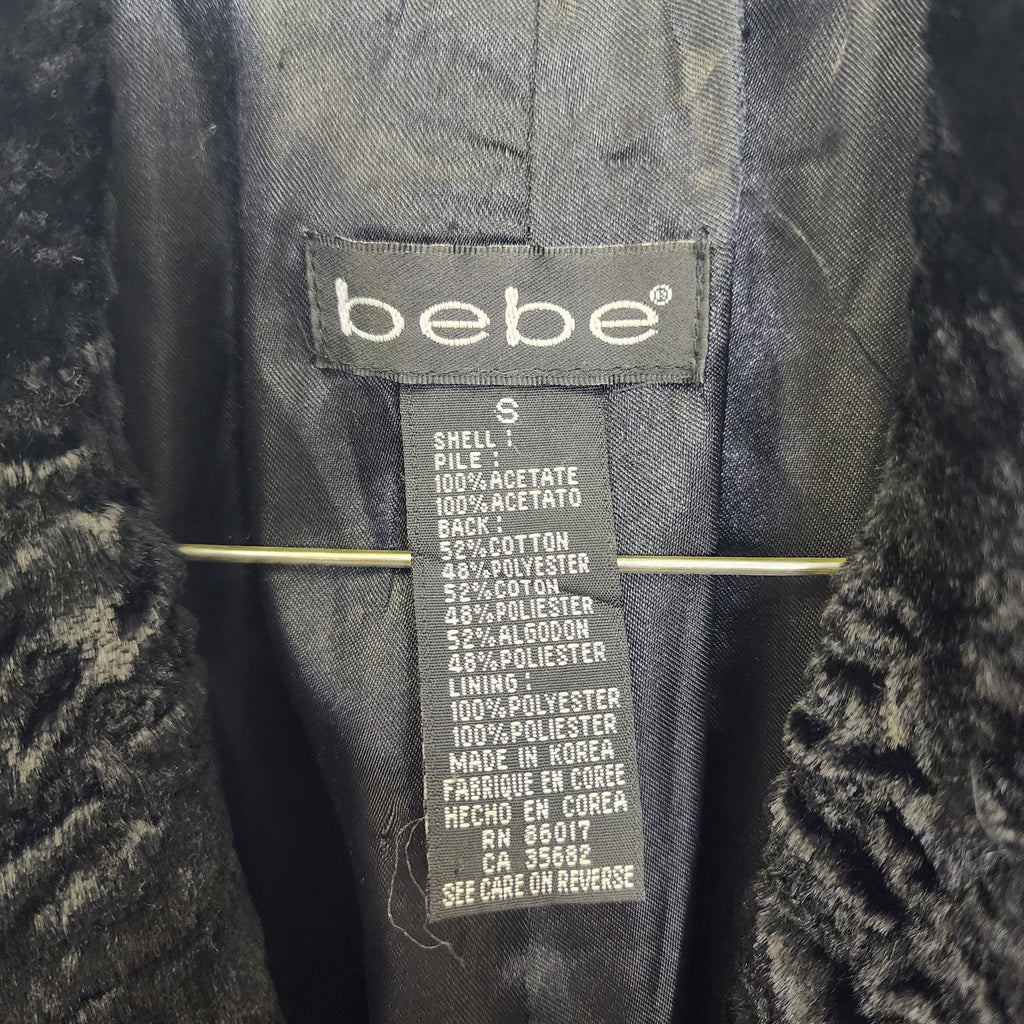 bebe®
S
SHELL:
PILE:
100% ACETATE
100% ACETATO
BACK:
52% COTTON
48% POLYESTER
52% COTON
48% POLIESTER
52% ALGODON
48% POLIESTER
LINING:
100% POLYESTER
100% POLIESTER
MADE IN KOREA
FABRIQUE EN COREE
HECHO EN COREA
RN 86017
CA 35682
SEE CARE ON REVERSE